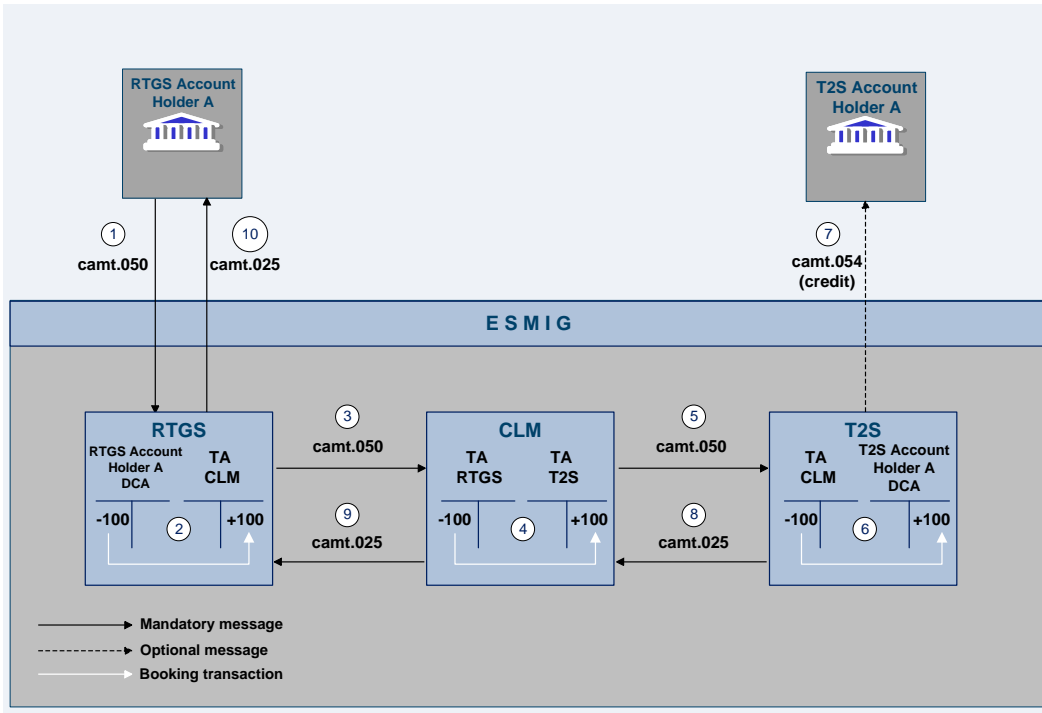 RTGS Account
Holder A
T2S Account
Holder A
1
camt.050
10
camt.025
7
camt.054
(credit)
E S M I G
RTGS
RTGS Account
Holder A
DCA
TA
CLM
-100
2
+100
3
camt.050
9
camt.025
CLM
TA
RTGS
TA
T2S
-100
4
+100
5
camt.050
8
camt.025
T2S
TA
CLM
T2S Account
Holder A
DCA
-100
6
+100
Mandatory message
Optional message
Booking transaction